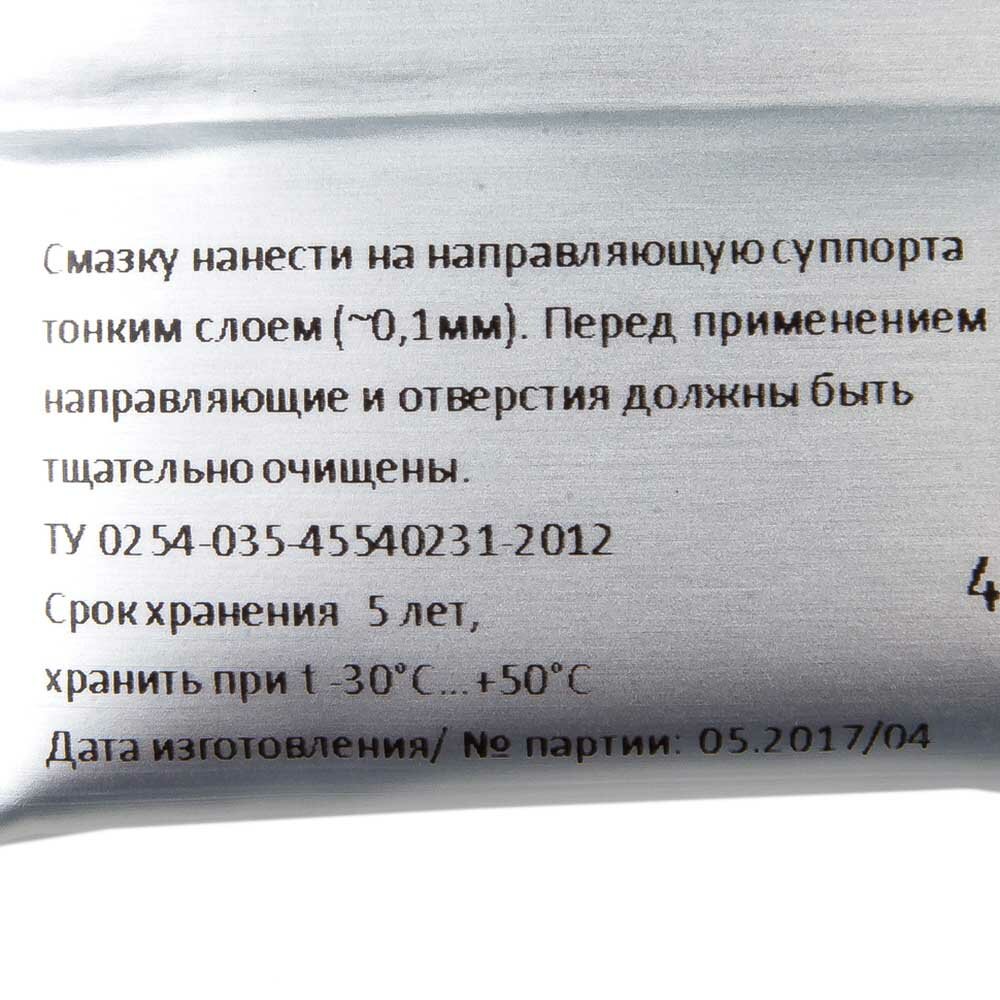 Смазку нанести на направляющую суппорта
тонким слоем (~0,1мм). Перед применением
направляющие и отверстия должны быть
тщательно очищены.
ТУ 0254-035-45540231-2012
4
Срок хранения 5 лет,
хранить при t -30°С...+50°С
Дата изготовления/ № партии: 05.2017/04